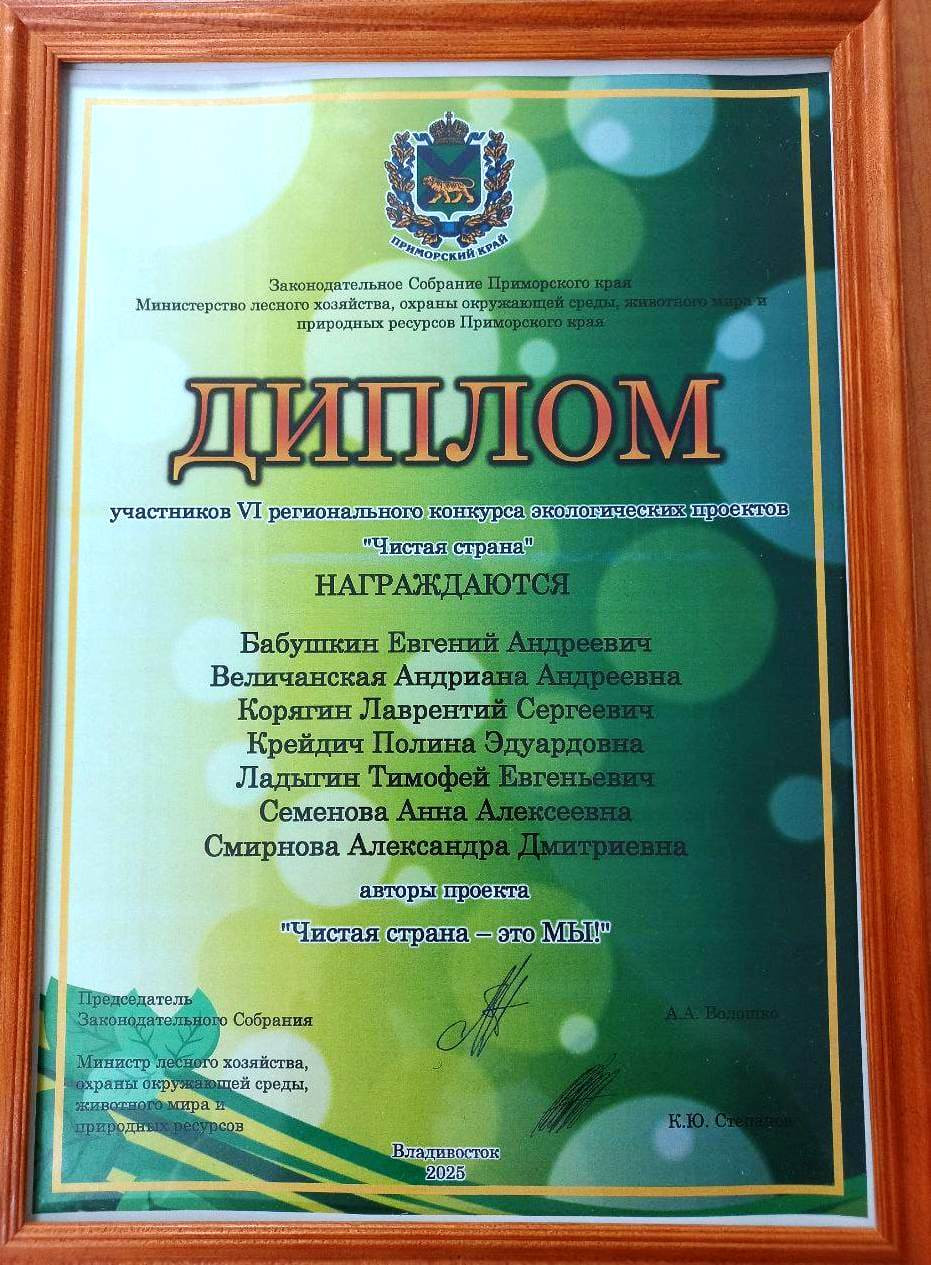 ПРИМОРСКИЙ КРАЙ
Законодательное Собрание Приморского края
Министерство лесного хозяйства, охраны окружающей среды, животного мира и
природных ресурсов Приморского края
ДИПЛОМ
участников VI регионального конкурса экологических проектов
"Чистая страна"
НАГРАЖДАЮТСЯ
Бабушкин Евгений Андреевич
Величанская Андриана Андреевна
Корягин Лаврентий Сергеевич
Крейдич Полина Эдуардовна
Ладыгин Тимофей Евгеньевич
Семенова Анна Алексеевна
Смирнова Александра Дмитриевна
авторы проекта
"Чистая страна – это МЫ!"
Председатель
Законодательного Собрания
А.А. Волошко
Министр лесного хозяйства,
охраны окружающей среды,
животного мира и
природных ресурсов
К.Ю. Степанов
Владивосток
2025